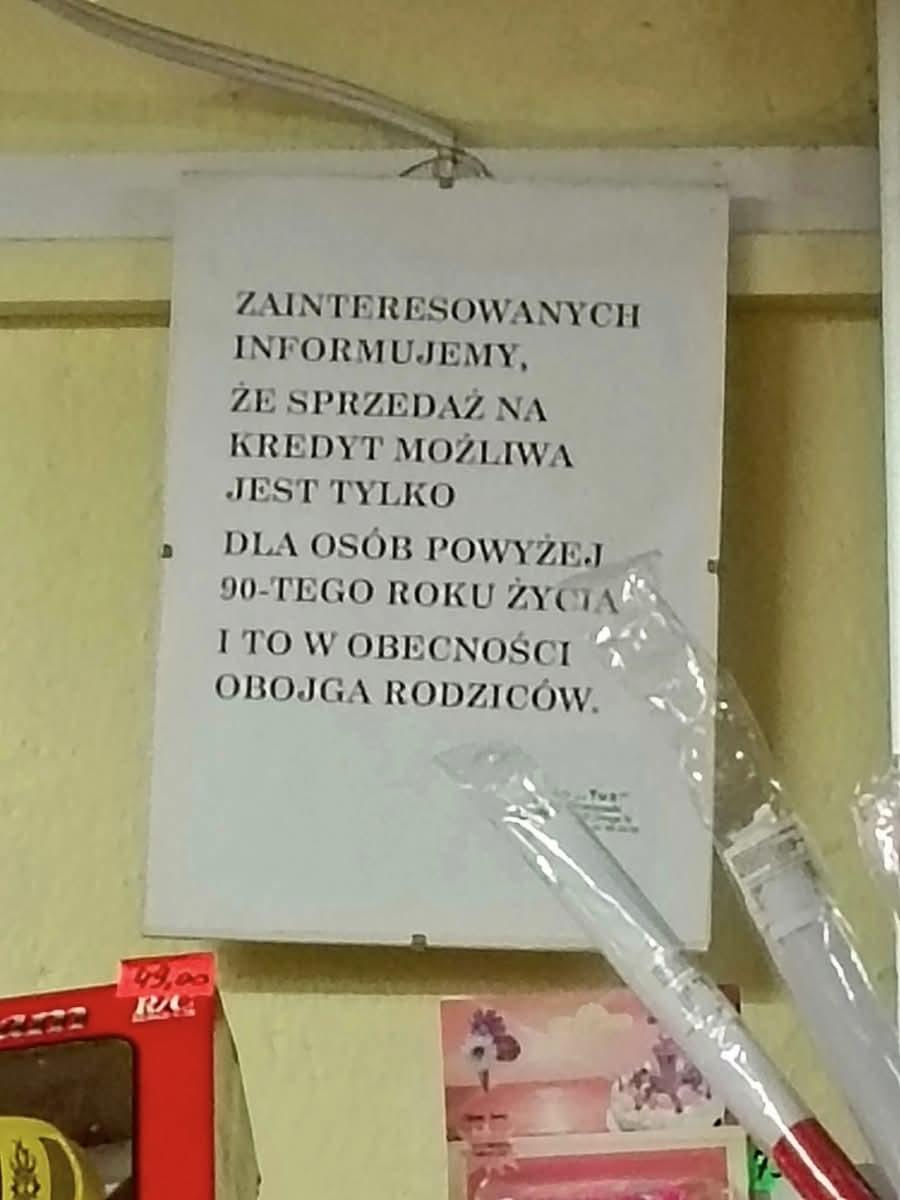 ZAINTERESOWANYCH
INFORMUJEMY,
ŻE SPRZEDAŻ NA
KREDYT MOŻLIWA
JEST TYLKO
DLA OSÓB POWYŻEJ
90-TEGO ROKU ŻYCIA
I TO W OBECNOŚCI
OBOJGA RODZICÓW.
49,00
R/C